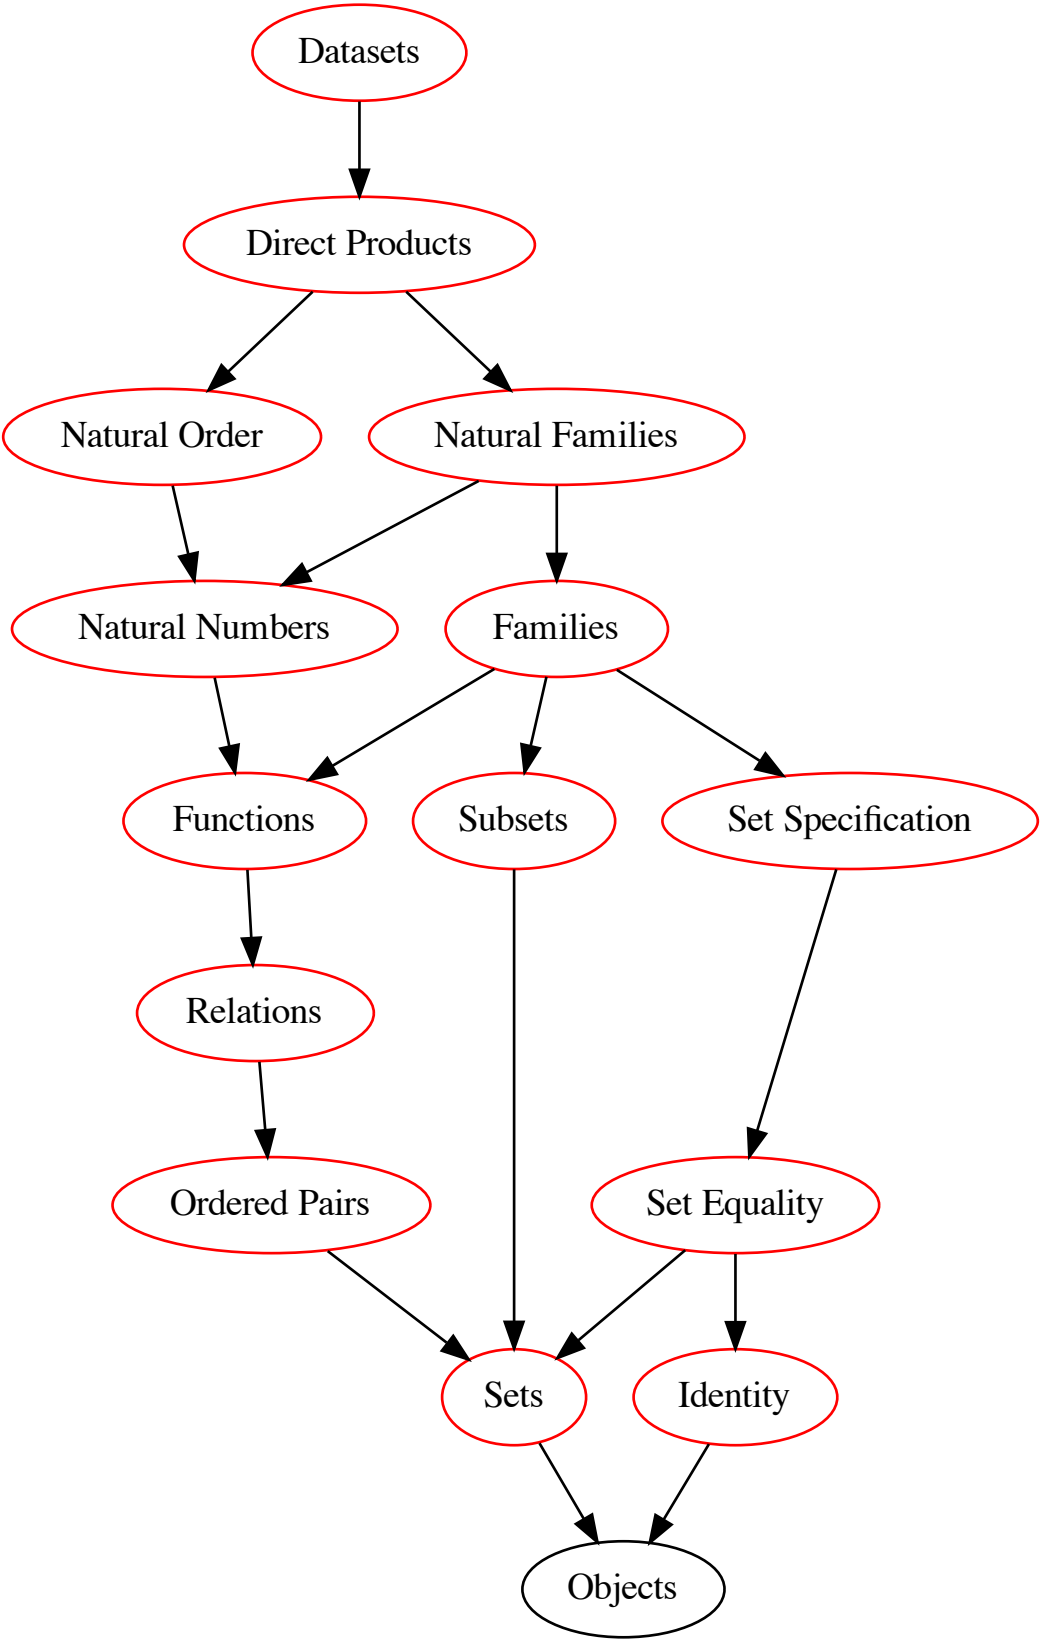 Datasets
Direct Products
Natural Order
Natural Families
Natural Numbers
Families
Functions
Subsets
Set Specification
Relations
Ordered Pairs
Set Equality
Sets
Identity
Objects